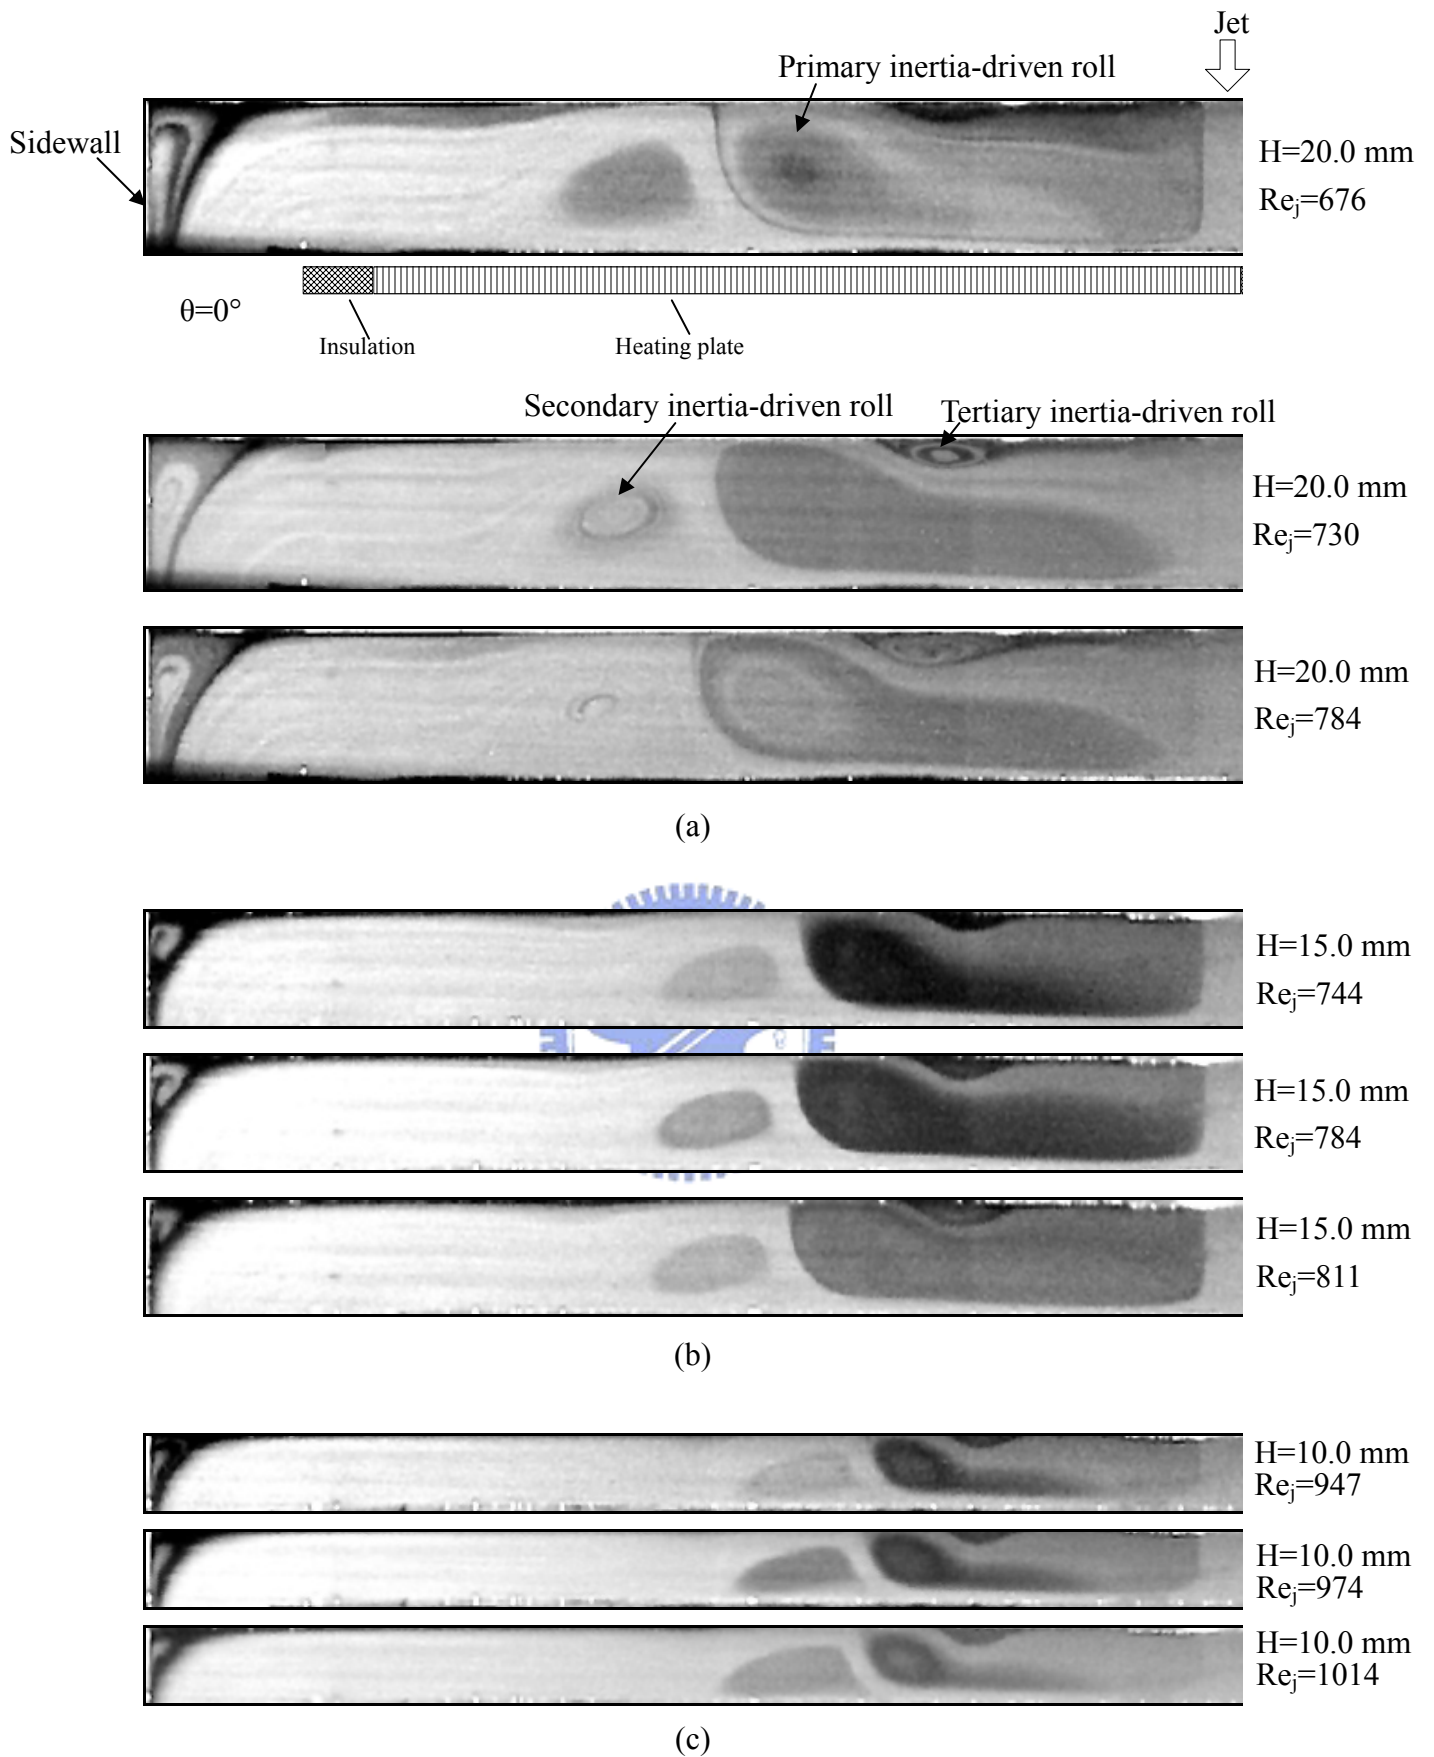 Jet
Primary inertia-driven roll
Sidewall
H=20.0 mm
Rej=676
θ=0°
Insulation
Heating plate
Secondary inertia-driven roll
Tertiary inertia-driven roll
H=20.0 mm
Rej=730
H=20.0 mm
Rej=784
(a)
H=15.0 mm
Rej=744
H=15.0 mm
Rej=784
H=15.0 mm
Rej=811
(b)
H=10.0 mm
Rej=947
H=10.0 mm
Rej=974
H=10.0 mm
Rej=1014
(c)